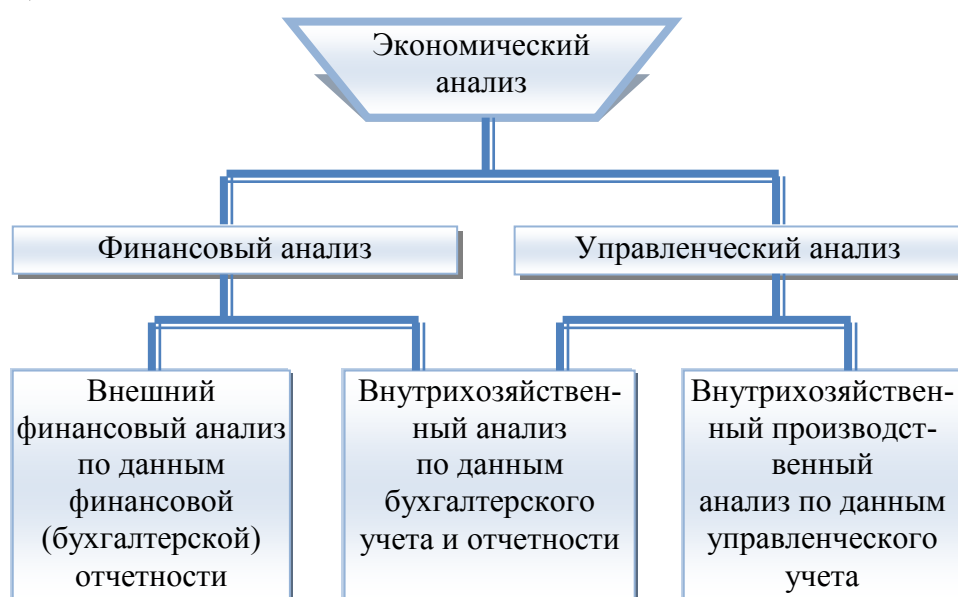 Экономический
анализ
Финансовый анализ
Управленческий анализ
Внешний
финансовый анализ
по данным
финансовой
(бухгалтерской)
отчетности
Внутрихозяйствен-
ный анализ
по данным
бухгалтерского
учета и отчетности
Внутрихозяйствен-
ный производст-
венный
анализ по данным
управленческого
учета